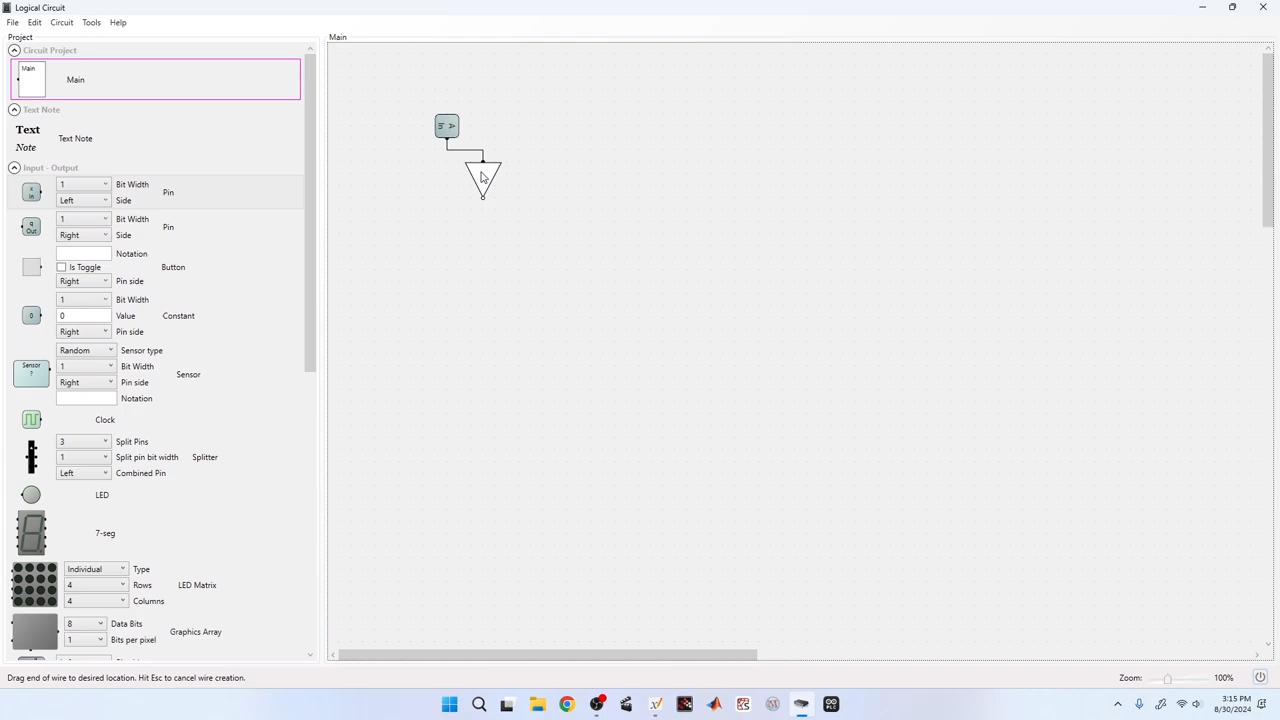 Logical Circuit
File Edit Circuit Tools Help
Project
Main
Circuit Project
Main
Main
Text Note
Text
Note
Text Note
Input - Output
x
In
1 Bit Width
Left Side
Pin
q
Out
1 Bit Width
Right Side
Pin
Notation
Is Toggle
Button
Right Pin side
0
1 Bit Width
0 Value
Constant
Right Pin side
Sensor
?
Random Sensor type
1 Bit Width
Right Pin side
Sensor
Notation
Clock
3 Split Pins
1 Split pin bit width
Splitter
Left Combined Pin
LED
7-seg
Individual Type
4 Rows
LED Matrix
4 Columns
8 Data Bits
1 Bits per pixel
Graphics Array
A
In
Drag end of wire to desired location. Hit Esc to cancel wire creation.
Zoom: 100%
PLC
3:15 PM
8/30/2024